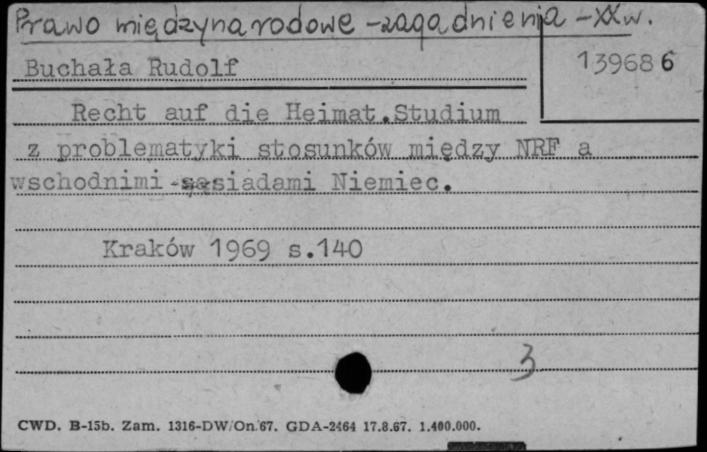 Prawo międzynarodowe - zagadnienia - XX w.
Buchała Rudolf
139686
Recht auf die Heimat.Studium
z problematyki stosunków między NRF a
wschodnimi sąsiadami Niemiec.
Kraków 1969 s.140
3
CWD. B-15b. Zam. 1316-DW/On/67. GDA-2464 17.8.67. 1.400.000.